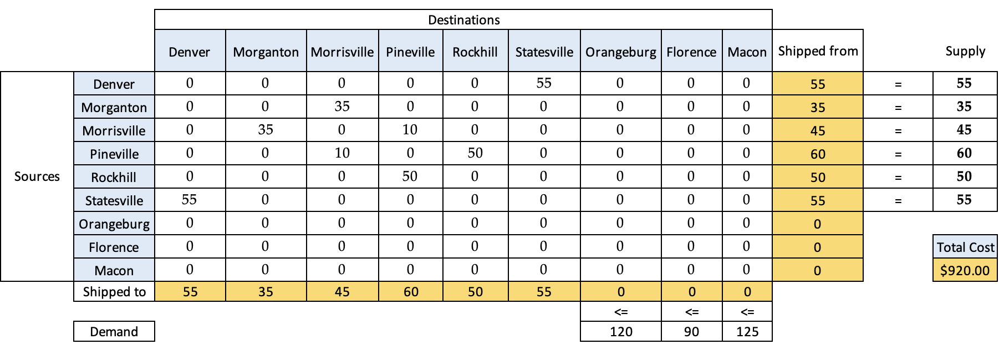 Destinations
Denver Morganton Morrisville Pineville Rockhill Statesville Orangeburg Florence Macon Shipped from Supply
Denver 0 0 0 0 0 55 0 0 0 55 = 55
Morganton 0 0 35 0 0 0 0 0 0 35 = 35
Morrisville 0 35 0 10 0 0 0 0 0 45 = 45
Pineville 0 0 10 0 50 0 0 0 0 60 = 60
Sources Rockhill 0 0 0 50 0 0 0 0 0 50 = 50
Statesville 55 0 0 0 0 0 0 0 0 55 = 55
Orangeburg 0 0 0 0 0 0 0 0 0 0
Florence 0 0 0 0 0 0 0 0 0 0 Total Cost
Macon 0 0 0 0 0 0 0 0 0 0 $920.00
Shipped to 55 35 45 60 50 55 0 0 0
<= <= <=
Demand 120 90 125